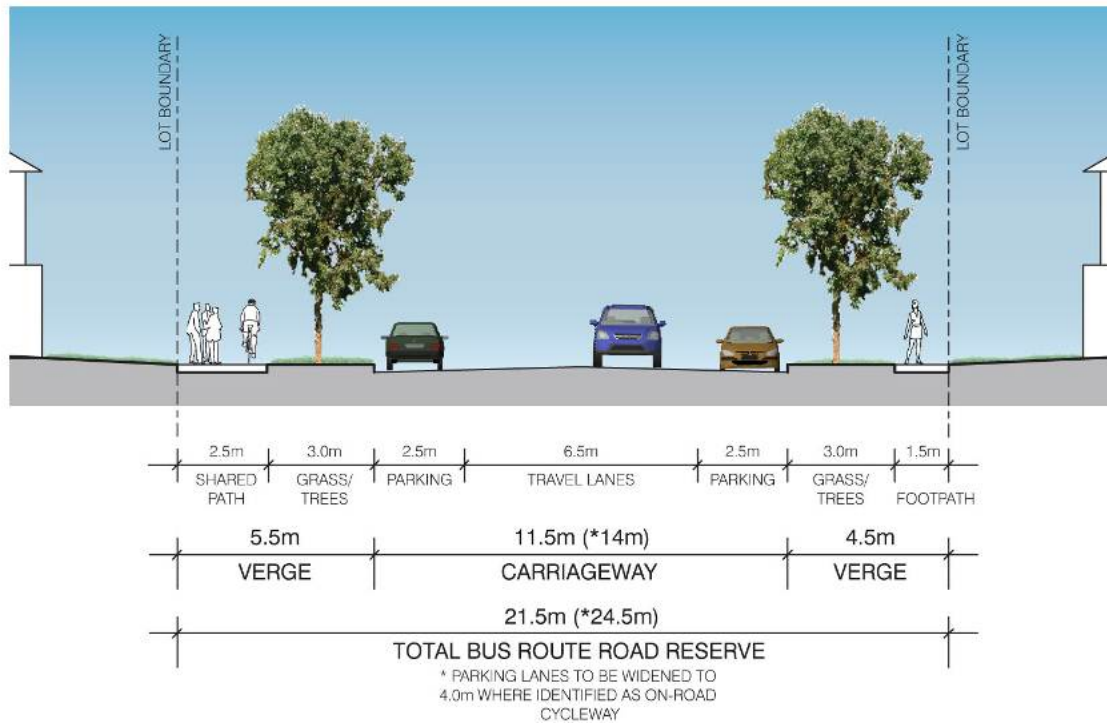 LOT BOUNDARY
LOT BOUNDARY
2.5m
3.0m
2.5m
6.5m
2.5m
3.0m
1.5m
SHARED
PATH
GRASS/
TREES
PARKING
TRAVEL LANES
PARKING
GRASS/
TREES
FOOTPATH
5.5m
11.5m (*14m)
4.5m
VERGE
CARRIAGEWAY
VERGE
21.5m (*24.5m)
TOTAL BUS ROUTE ROAD RESERVE
* PARKING LANES TO BE WIDENED TO
4.0m WHERE IDENTIFIED AS ON-ROAD
CYCLEWAY